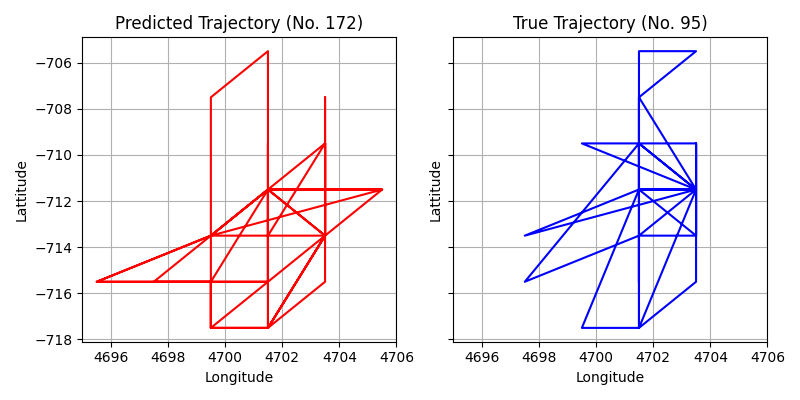 Predicted Trajectory (No. 172)
True Trajectory (No. 95)
Lattitude
−706
−708
−710
−712
−714
−716
−718
4696 4698 4700 4702 4704 4706
Longitude
Lattitude
4696 4698 4700 4702 4704 4706
Longitude